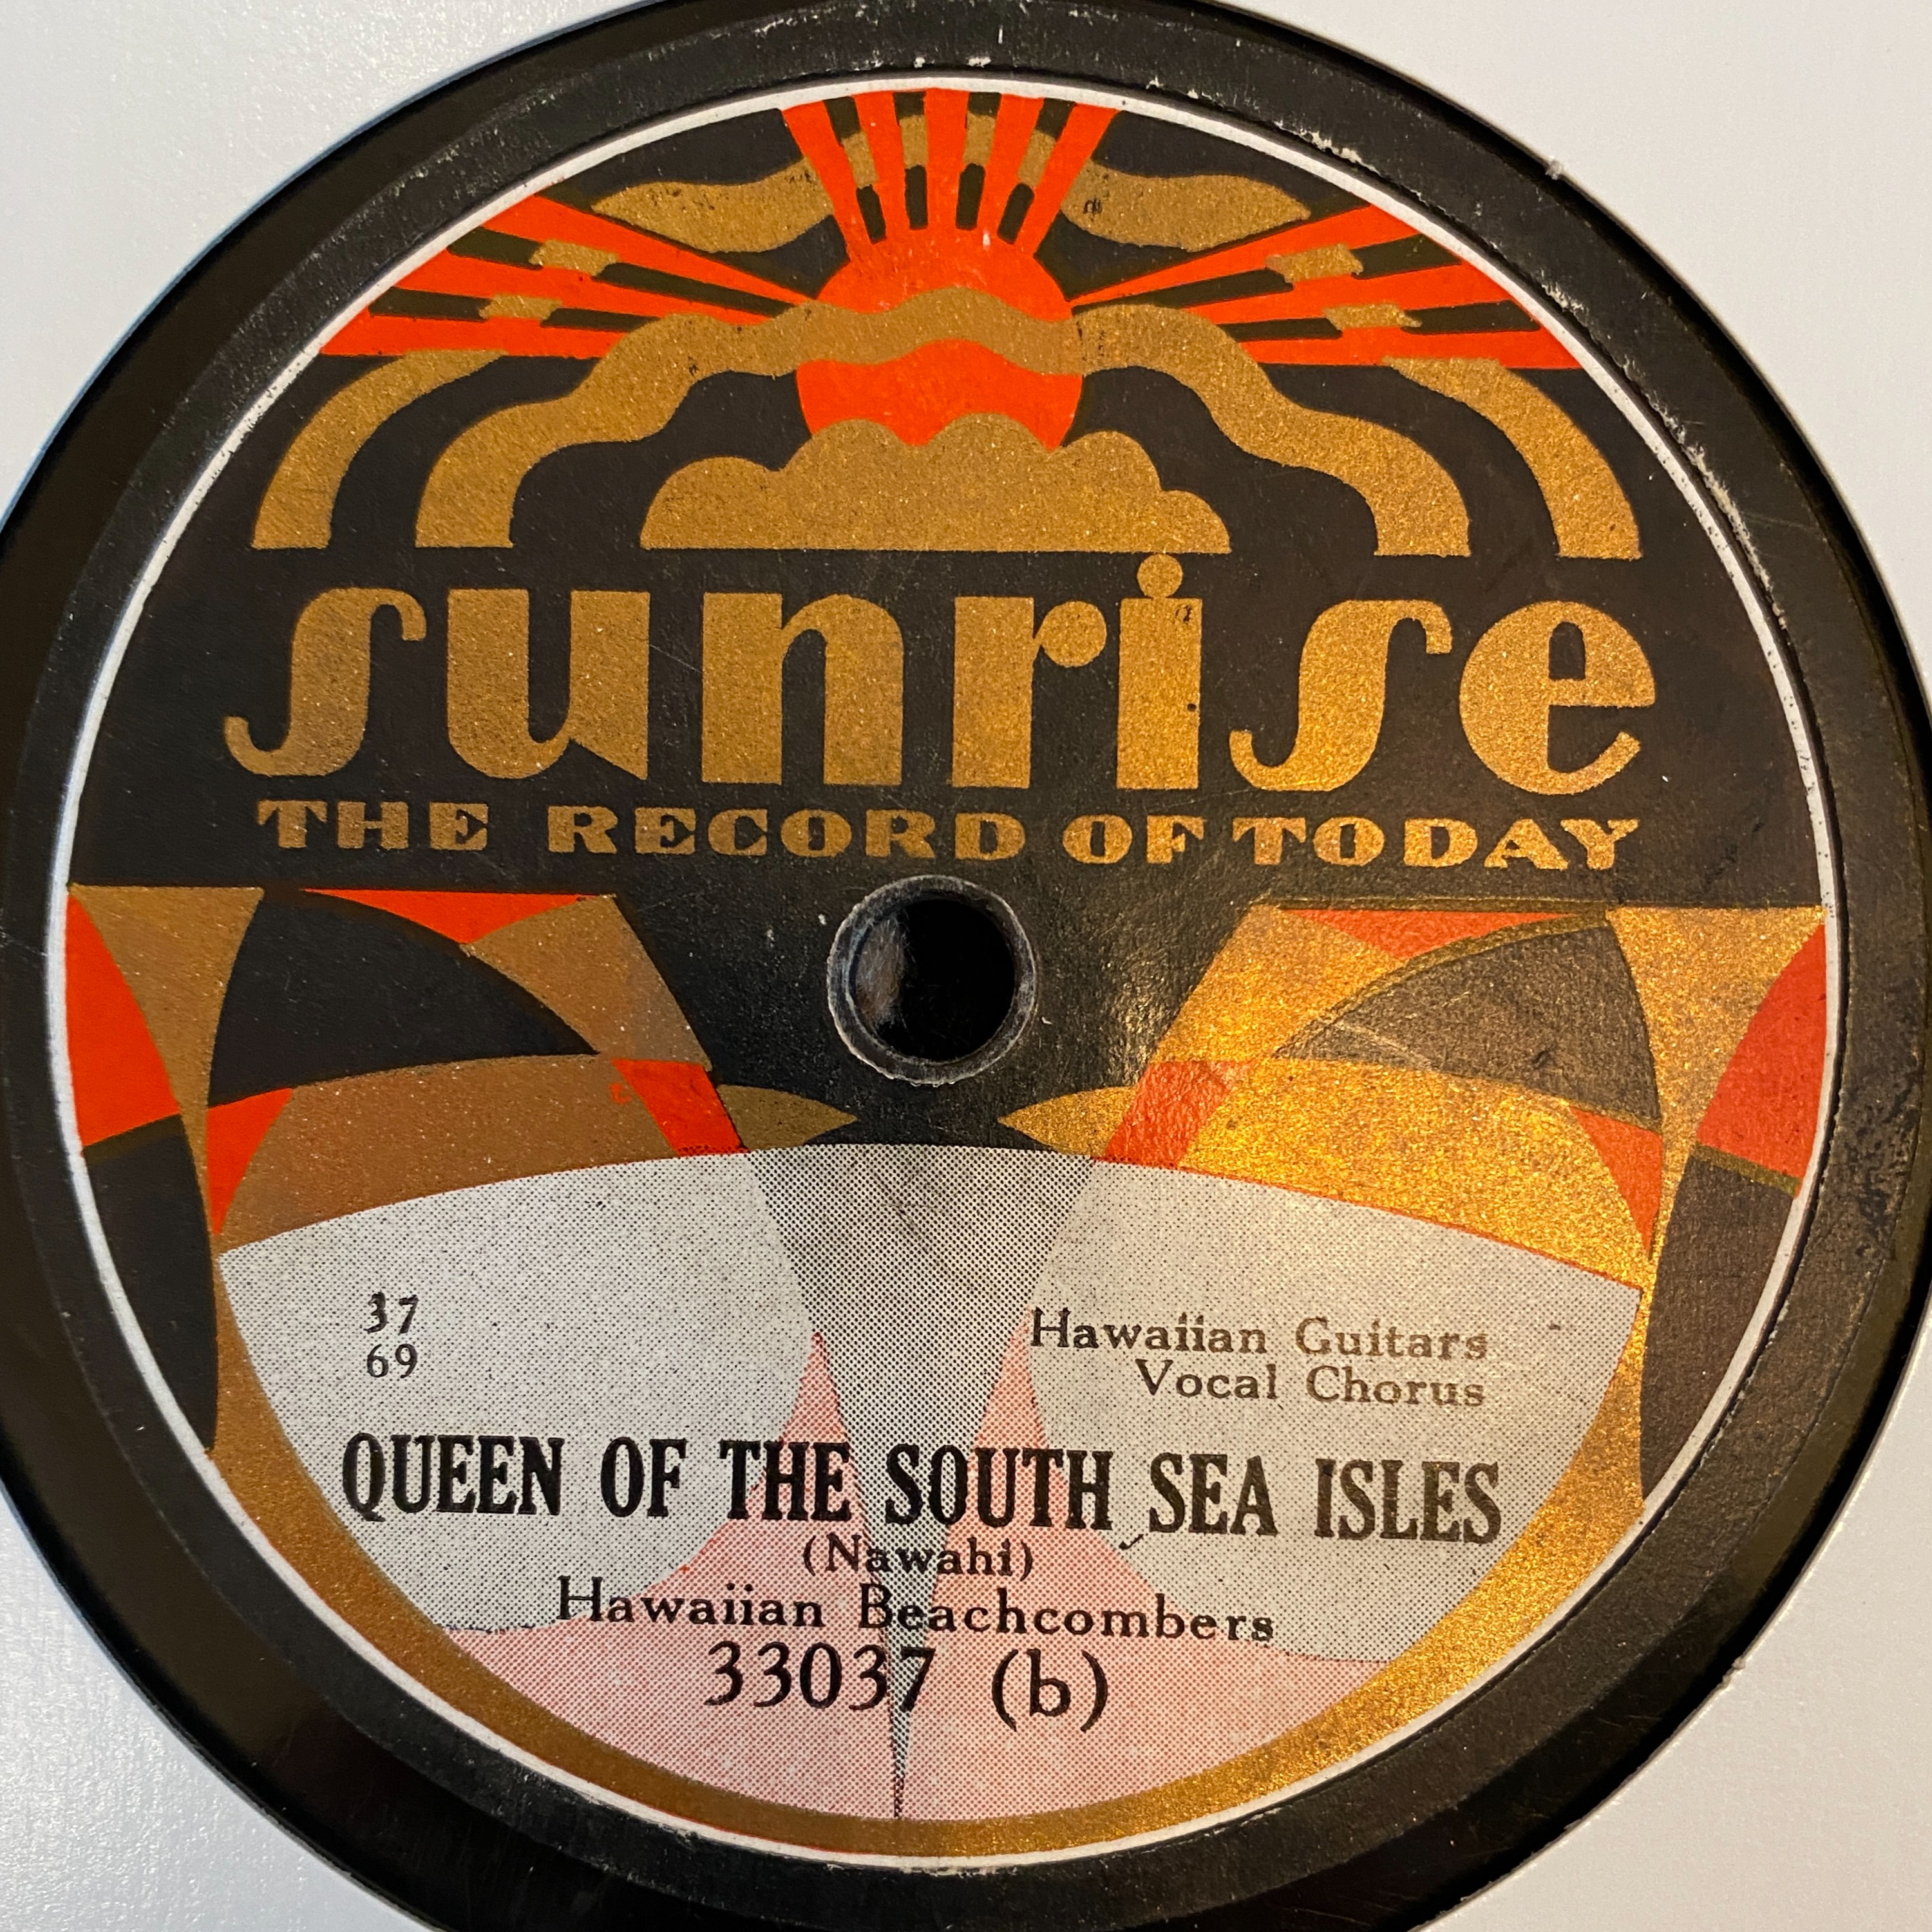 sunrise
THE RECORD OF TODAY
37
69
Hawaiian Guitars
Vocal Chorus
QUEEN OF THE SOUTH SEA ISLES
(Nawahi)
Hawaiian Beachcombers
33037 (b)